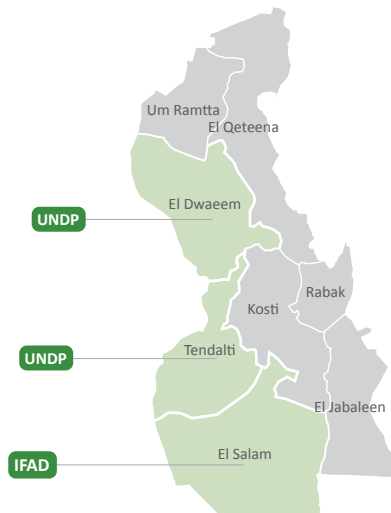 Um Ramtta
El Qeteena
El Dwaeem
UNDP
Rabak
Kosti
Tendalti
UNDP
El Jabaleen
El Salam
IFAD